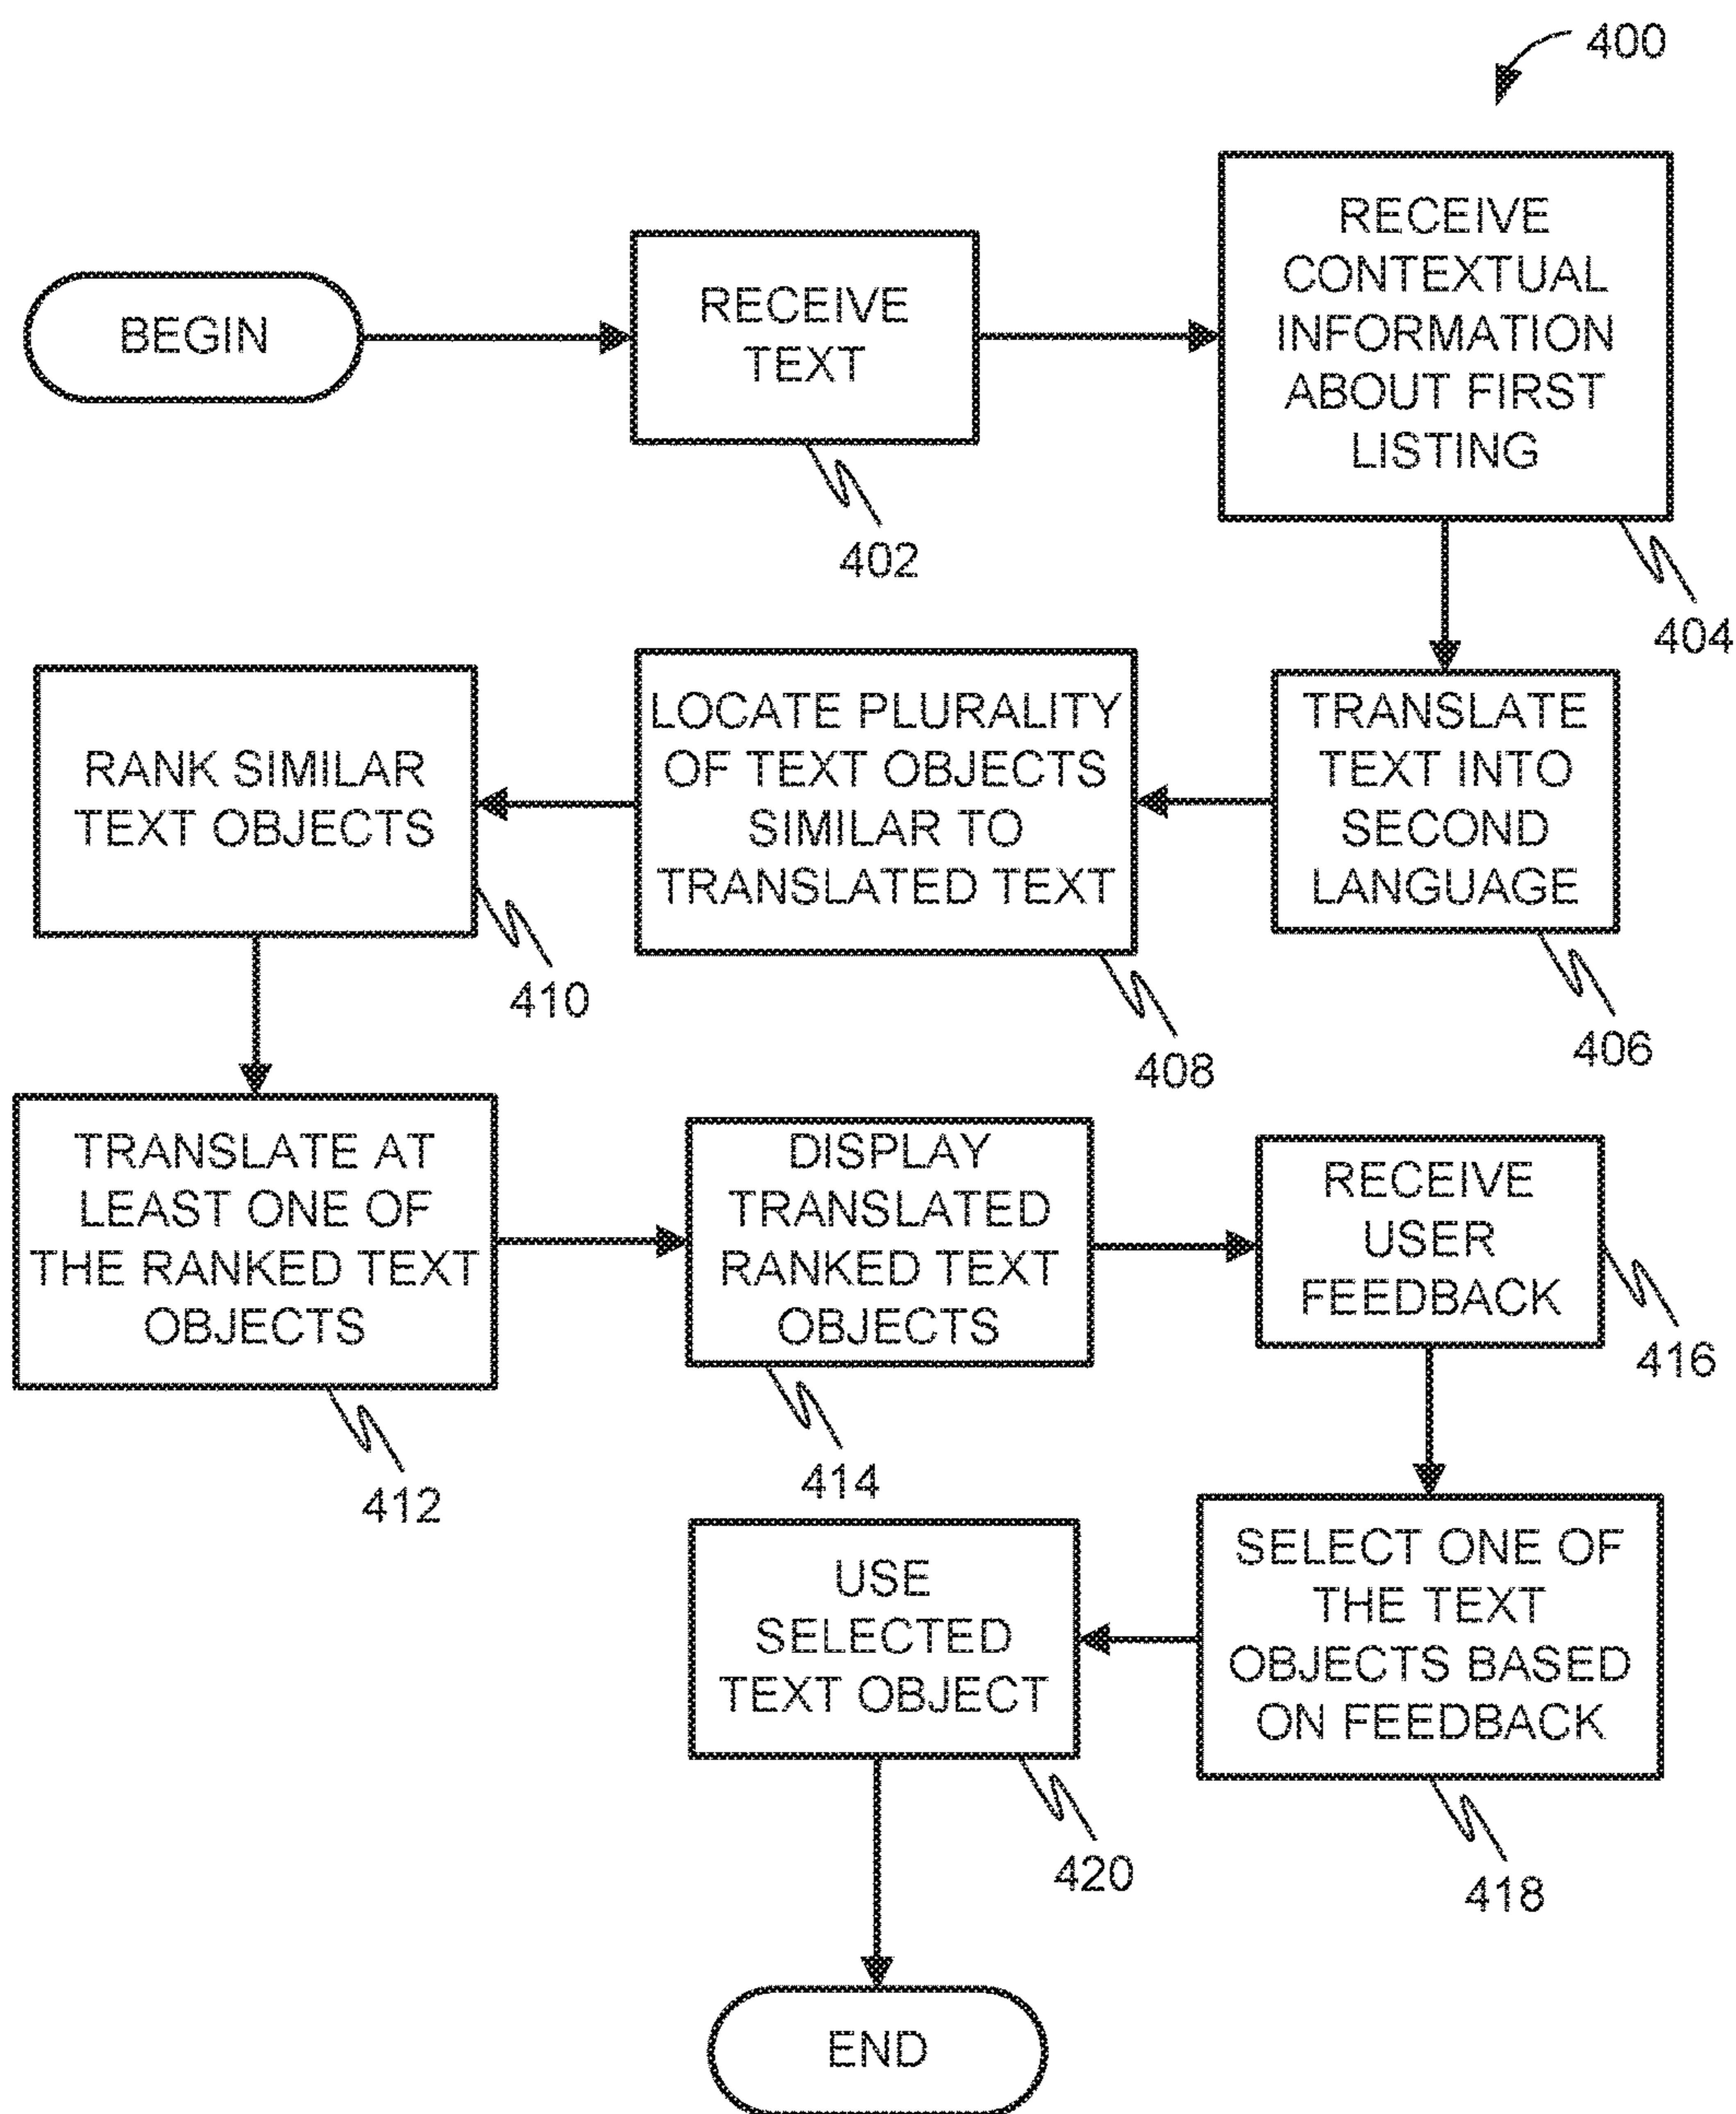 400
BEGIN
RECEIVE
TEXT
402
RECEIVE
CONTEXTUAL
INFORMATION
ABOUT FIRST
LISTING
404
TRANSLATE
TEXT INTO
SECOND
LANGUAGE
406
LOCATE PLURALITY
OF TEXT OBJECTS
SIMILAR TO
TRANSLATED TEXT
408
RANK SIMILAR
TEXT OBJECTS
410
TRANSLATE AT
LEAST ONE OF
THE RANKED TEXT
OBJECTS
412
DISPLAY
TRANSLATED
RANKED TEXT
OBJECTS
414
RECEIVE
USER
FEEDBACK
416
SELECT ONE OF
THE TEXT
OBJECTS BASED
ON FEEDBACK
418
USE
SELECTED
TEXT OBJECT
420
END